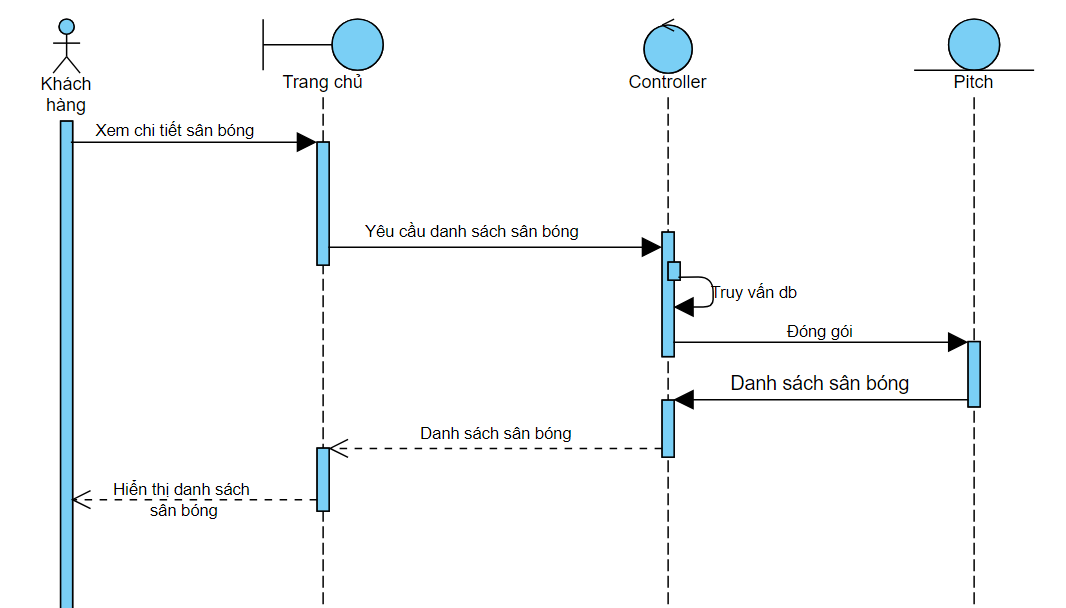 Khách
hàng
Trang chủ
Controller
Pitch
Xem chi tiết sân bóng
Yêu cầu danh sách sân bóng
Truy vấn db
Đóng gói
Danh sách sân bóng
Danh sách sân bóng
Hiển thị danh sách
sân bóng